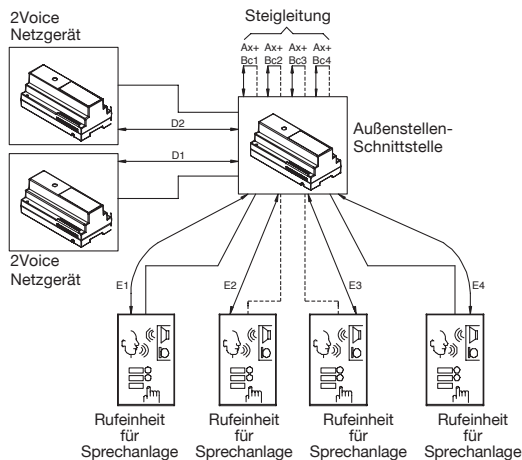 2Voice
Netzgerät
Steigleitung
Ax+ Ax+ Ax+ Ax+
Bc1 Bc2 Bc3 Bc4
D2
Außenstellen-
Schnittstelle
D1
2Voice
Netzgerät
E1
E2
E3
E4
Rufeinheit
für
Sprechanlage
Rufeinheit
für
Sprechanlage
Rufeinheit
für
Sprechanlage
Rufeinheit
für
Sprechanlage